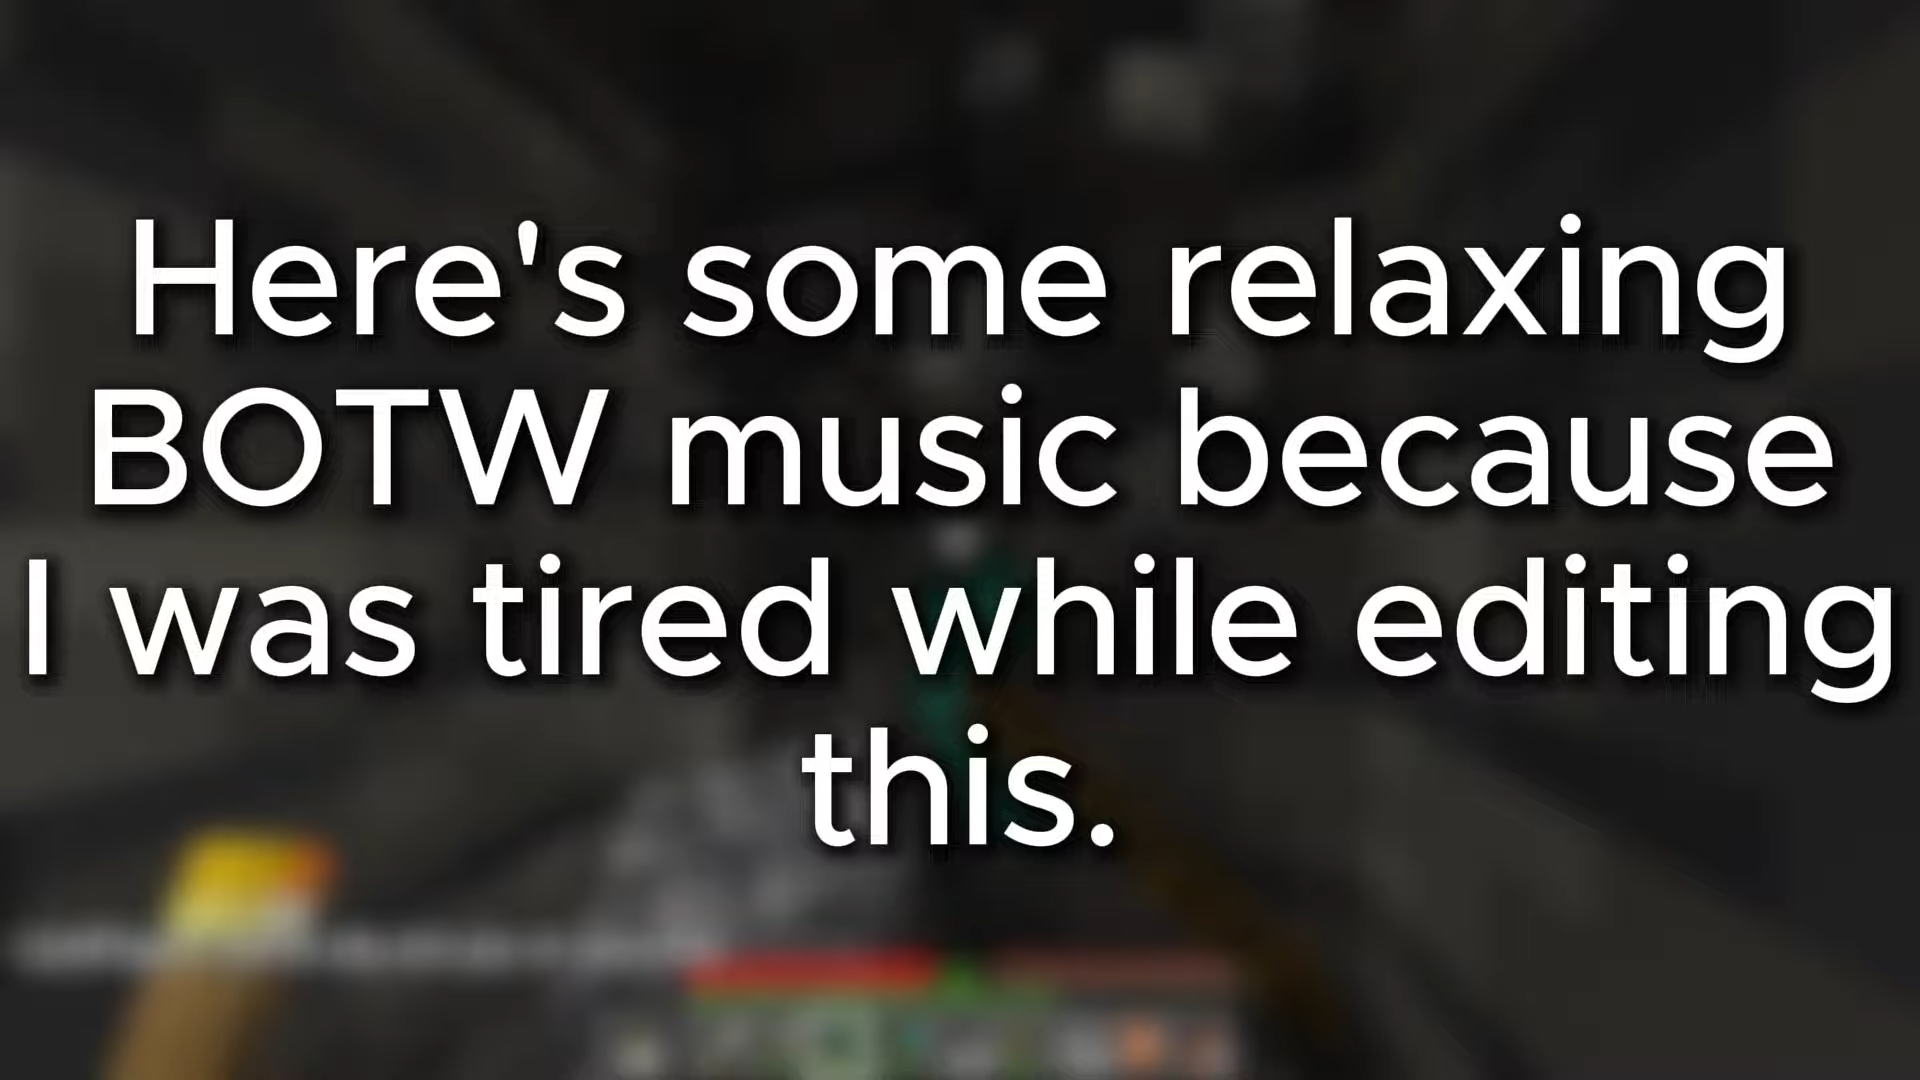 Here's some relaxing
BOTW music because
I was tired while editing
this.